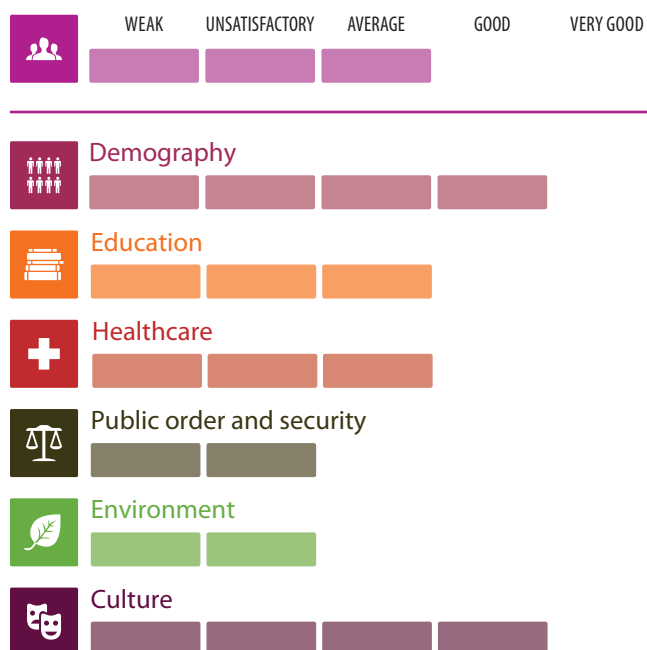 WEAK UNSATISFACTORY AVERAGE GOOD VERY GOOD
Demography
Education
Healthcare
Public order and security
Environment
Culture